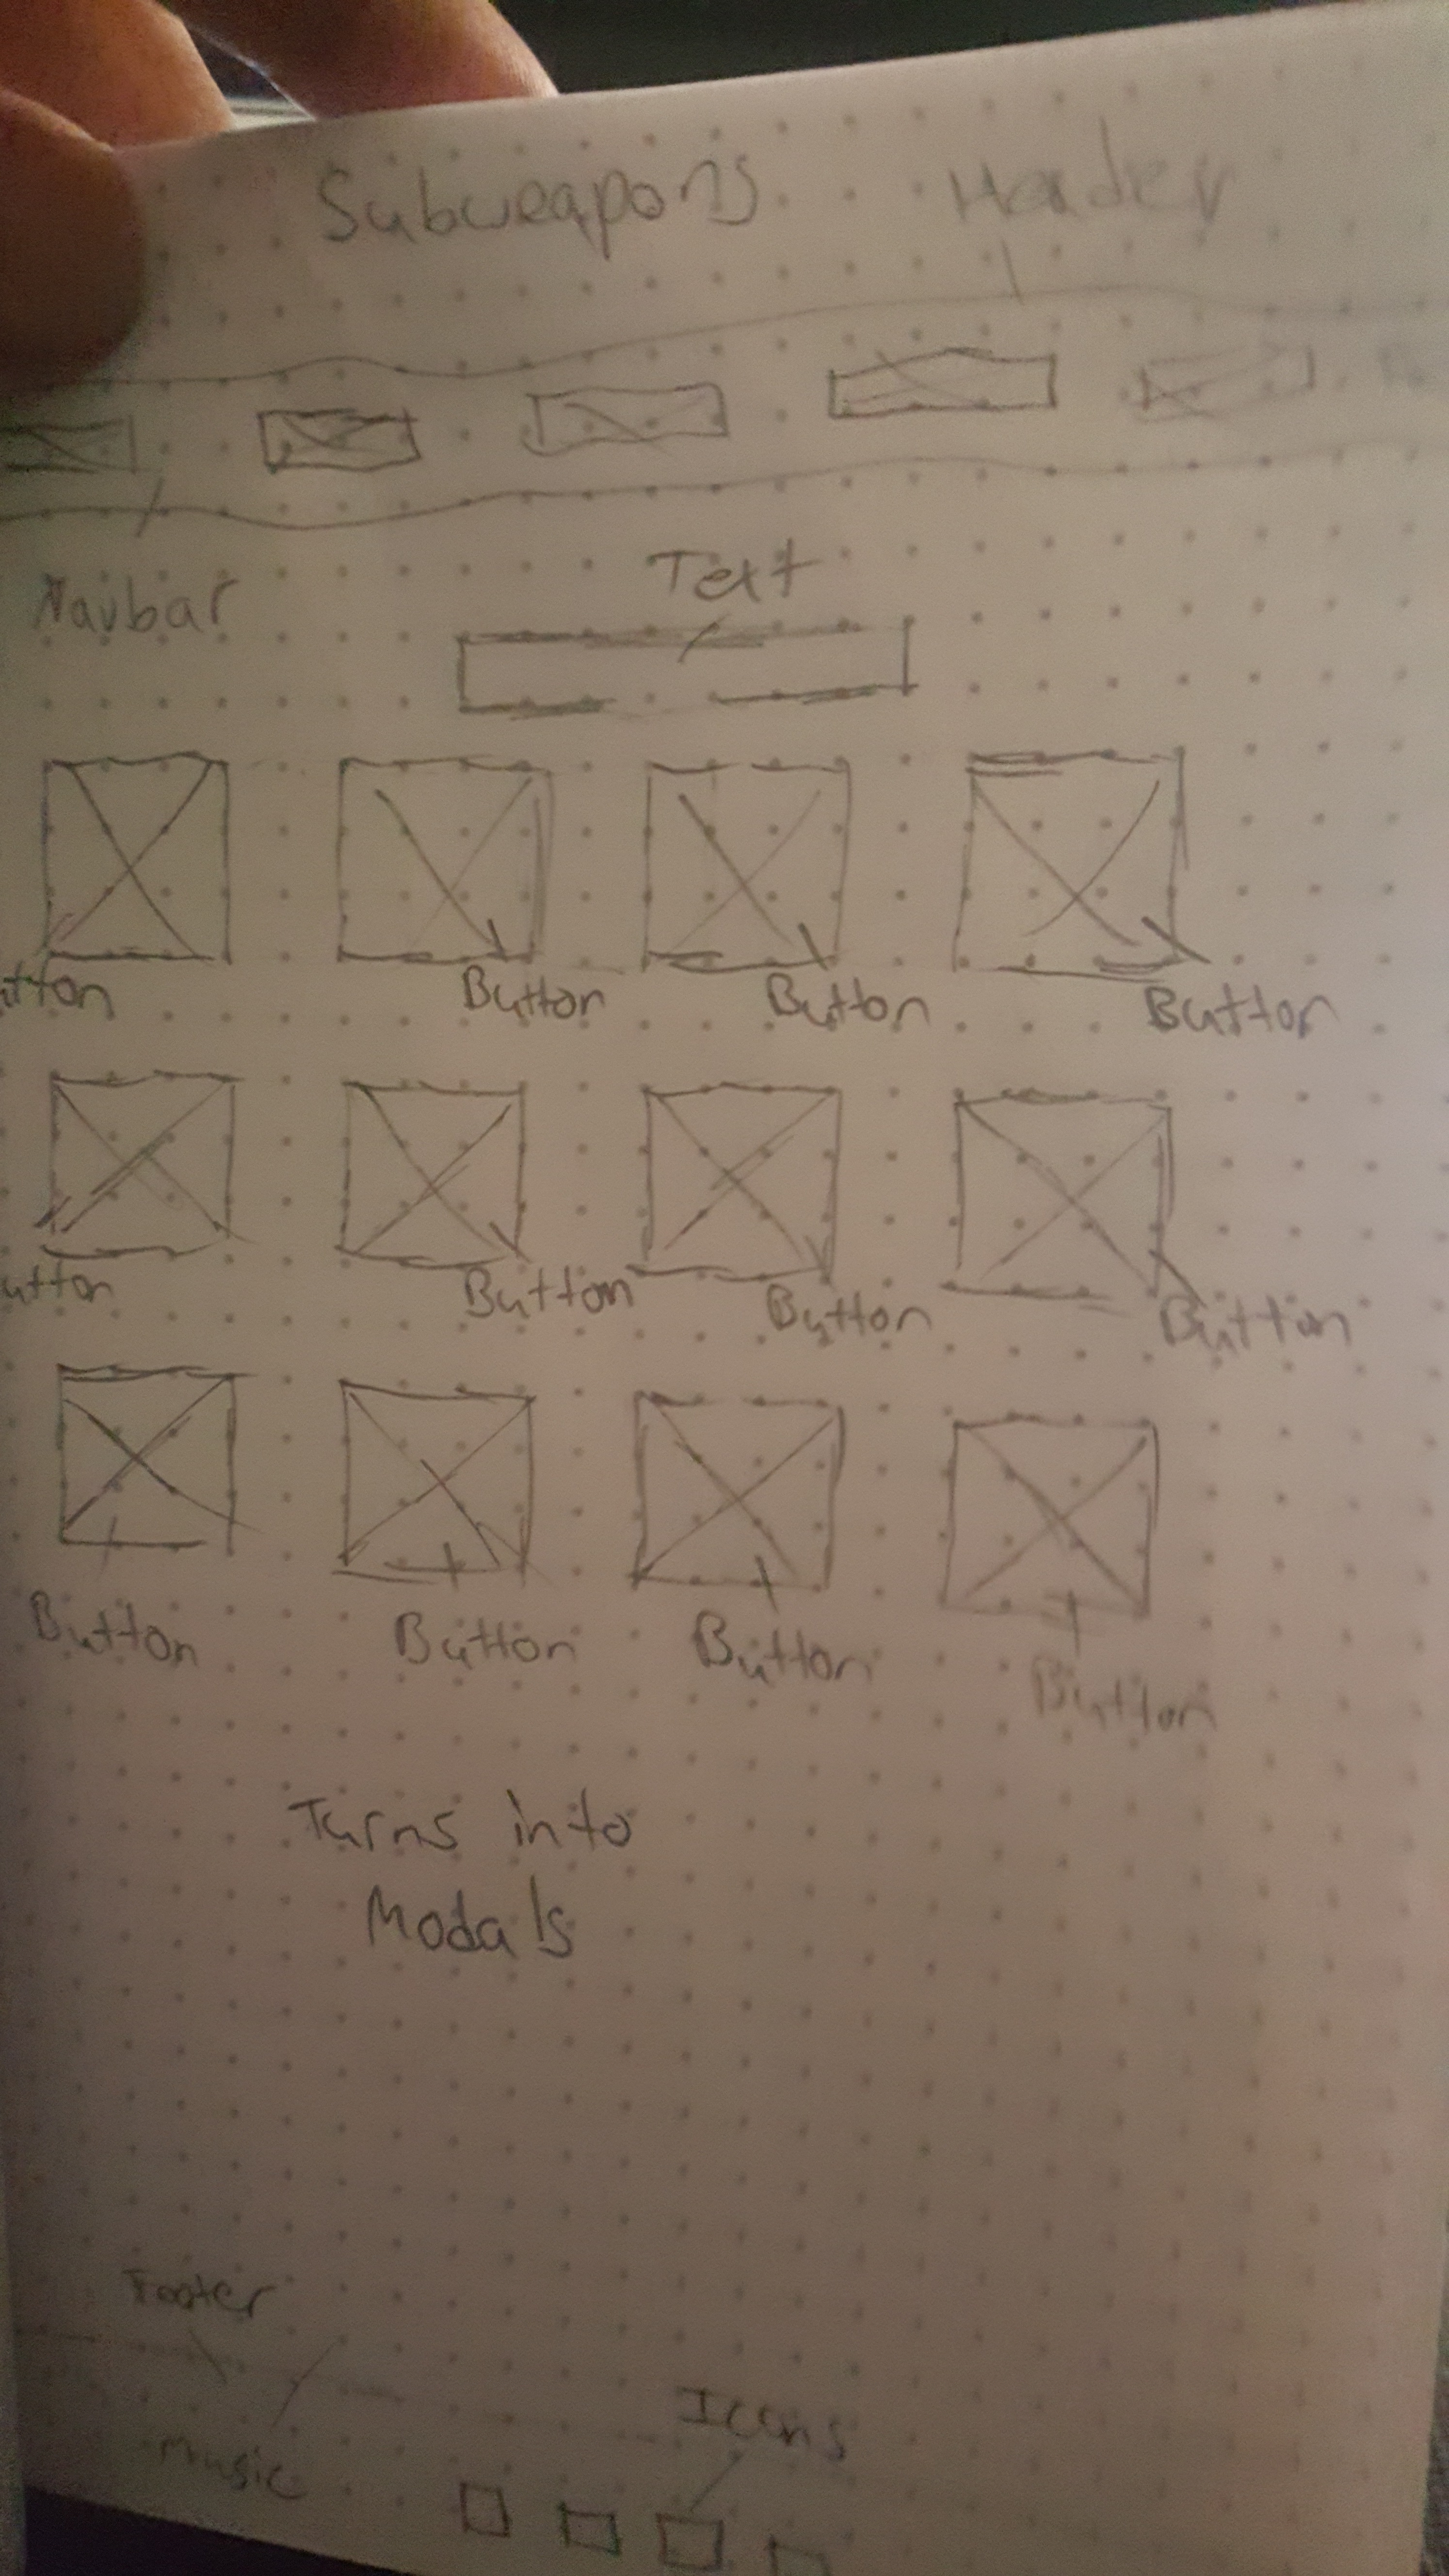 Subweapons Header
Navbar
Text
utton Button Button Button
utton Button Button Button
Button Button Button Button
Turns into
Modals
Footer
Icons
Music